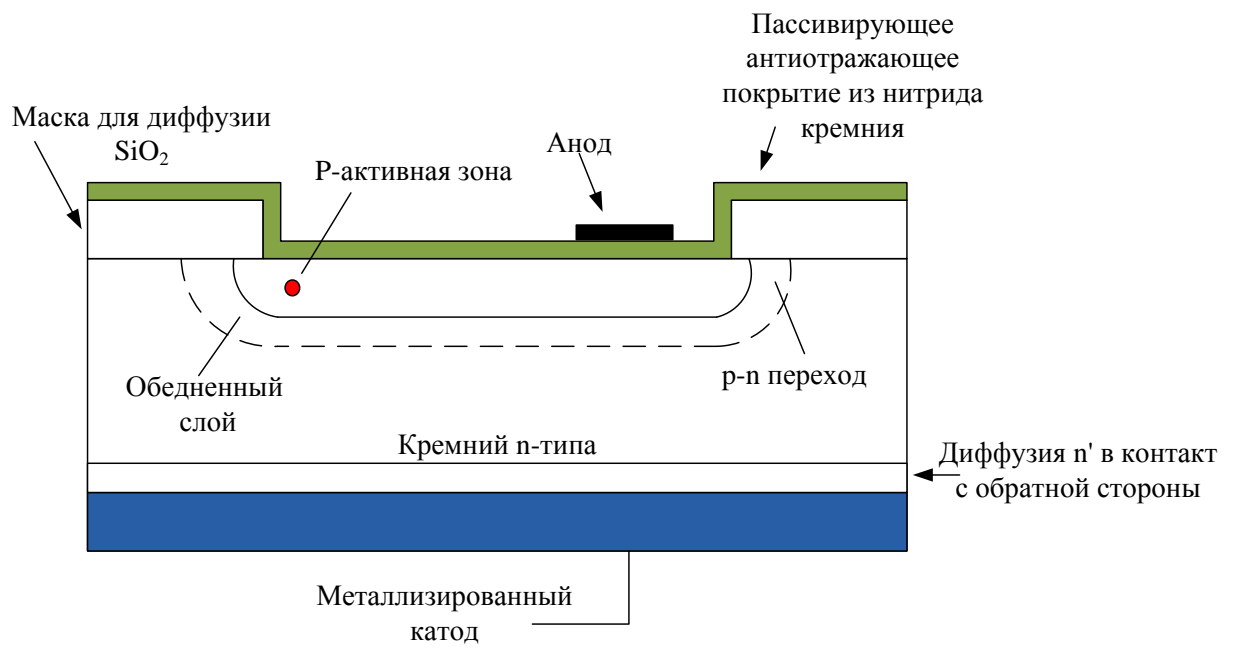 Пассивирующее
антиотражающее
покрытие из нитрида
кремния
Маска для диффузии
SiO₂
Анод
Р-активная зона
Обедненный
слой
p-n переход
Кремний n-типа
Диффузия n' в контакт
с обратной стороны
Металлизированный
катод